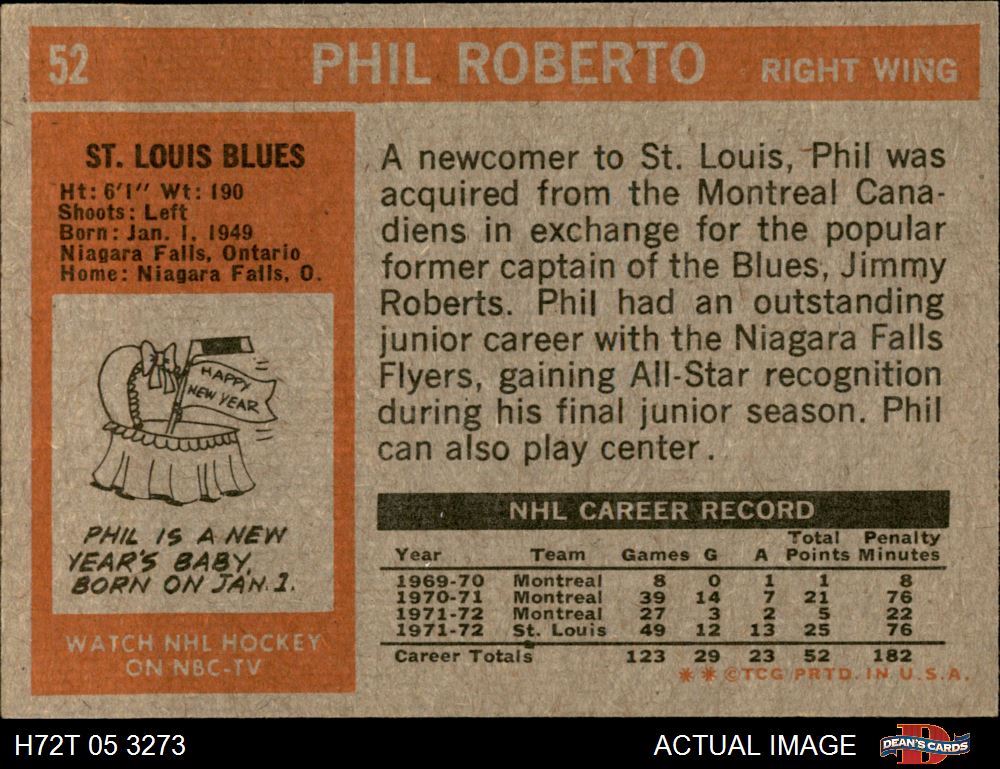 52 PHIL ROBERTO RIGHT WING
ST. LOUIS BLUES
Ht: 6'1" Wt: 190
Shoots: Left
Born: Jan. 1, 1949
Niagara Falls, Ontario
Home: Niagara Falls, O.
HAPPY
NEW YEAR
PHIL IS A NEW
YEAR'S BABY,
BORN ON JAN. 1.
WATCH NHL HOCKEY
ON NBC-TV
A newcomer to St. Louis, Phil was
acquired from the Montreal Cana-
diens in exchange for the popular
former captain of the Blues, Jimmy
Roberts. Phil had an outstanding
junior career with the Niagara Falls
Flyers, gaining All-Star recognition
during his final junior season. Phil
can also play center.
NHL CAREER RECORD
Total Penalty
Year Team Games G A Points Minutes
1969-70 Montreal 8 0 1 1 8
1970-71 Montreal 39 14 7 21 76
1971-72 Montreal 27 3 2 5 22
1971-72 St. Louis 49 12 13 25 76
Career Totals 123 29 23 52 182
** ©TCG PRTD. IN U.S.A.
H72T 05 3273 ACTUAL IMAGE DEAN'S CARDS